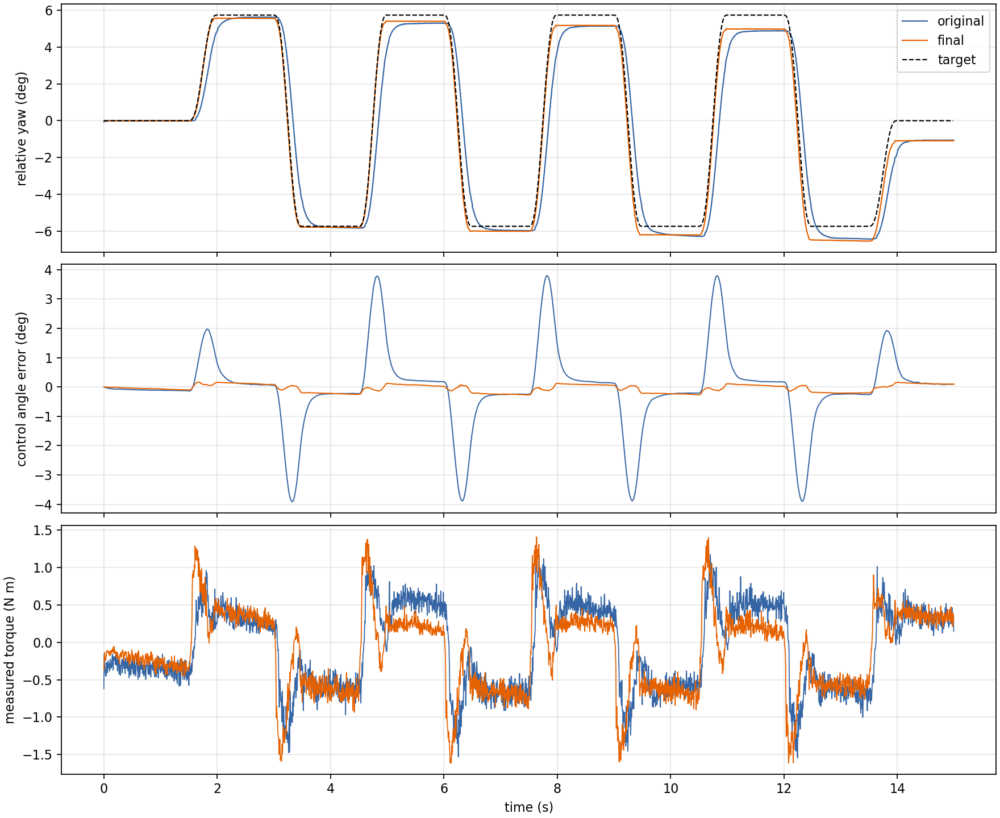 6
4
2
0
−2
−4
−6
relative yaw (deg)
original
final
target
4
3
2
1
0
−1
−2
−3
−4
control angle error (deg)
1.5
1.0
0.5
0.0
−0.5
−1.0
−1.5
measured torque (N m)
0 2 4 6 8 10 12 14
time (s)